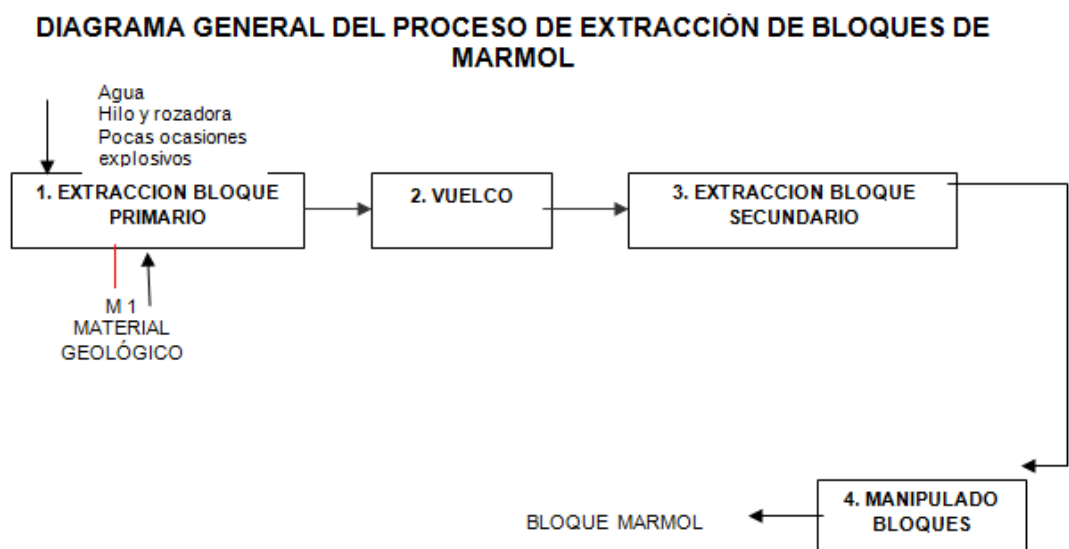 DIAGRAMA GENERAL DEL PROCESO DE EXTRACCIÓN DE BLOQUES DE
MARMOL
Agua
Hilo y rozadora
Pocas ocasiones
explosivos
1. EXTRACCION BLOQUE
PRIMARIO
2. VUELCO
3. EXTRACCION BLOQUE
SECUNDARIO
M 1
MATERIAL
GEOLÓGICO
4. MANIPULADO
BLOQUES
BLOQUE MARMOL